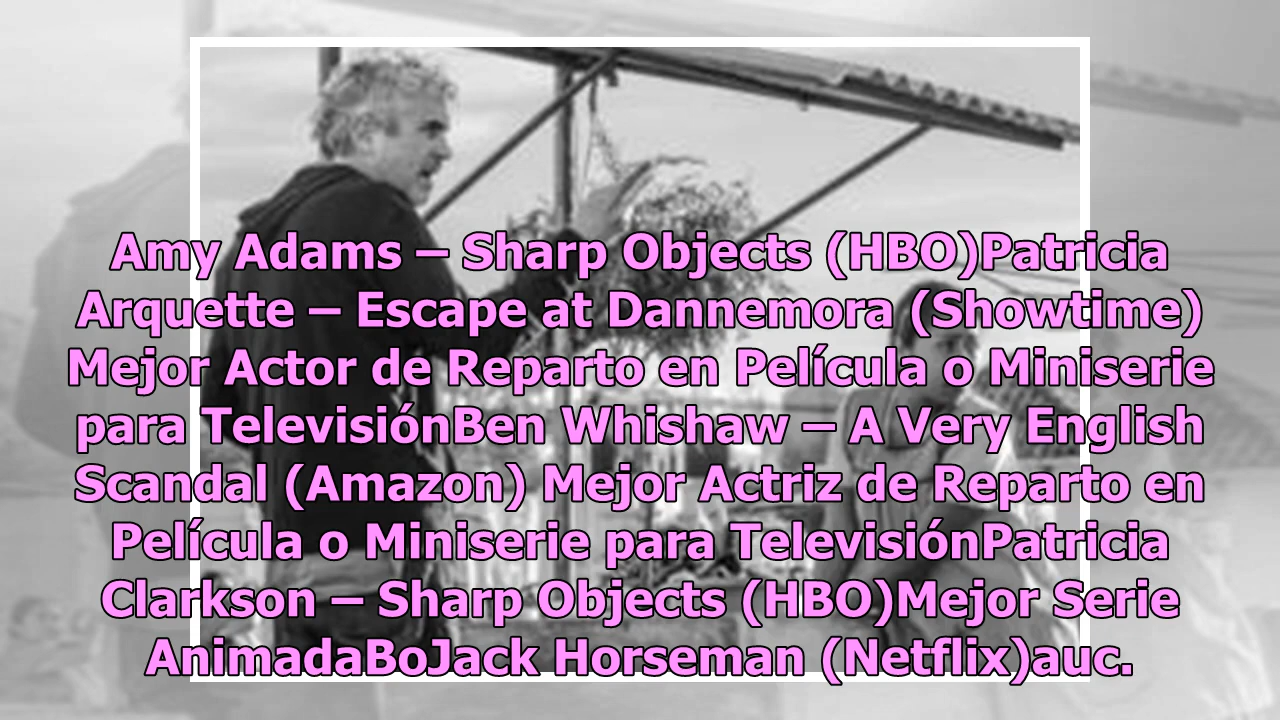 Amy Adams – Sharp Objects (HBO)Patricia
Arquette – Escape at Dannemora (Showtime)
Mejor Actor de Reparto en Película o Miniserie
para TelevisiónBen Whishaw – A Very English
Scandal (Amazon) Mejor Actriz de Reparto en
Película o Miniserie para TelevisiónPatricia
Clarkson – Sharp Objects (HBO)Mejor Serie
AnimadaBoJack Horseman (Netflix)auc.